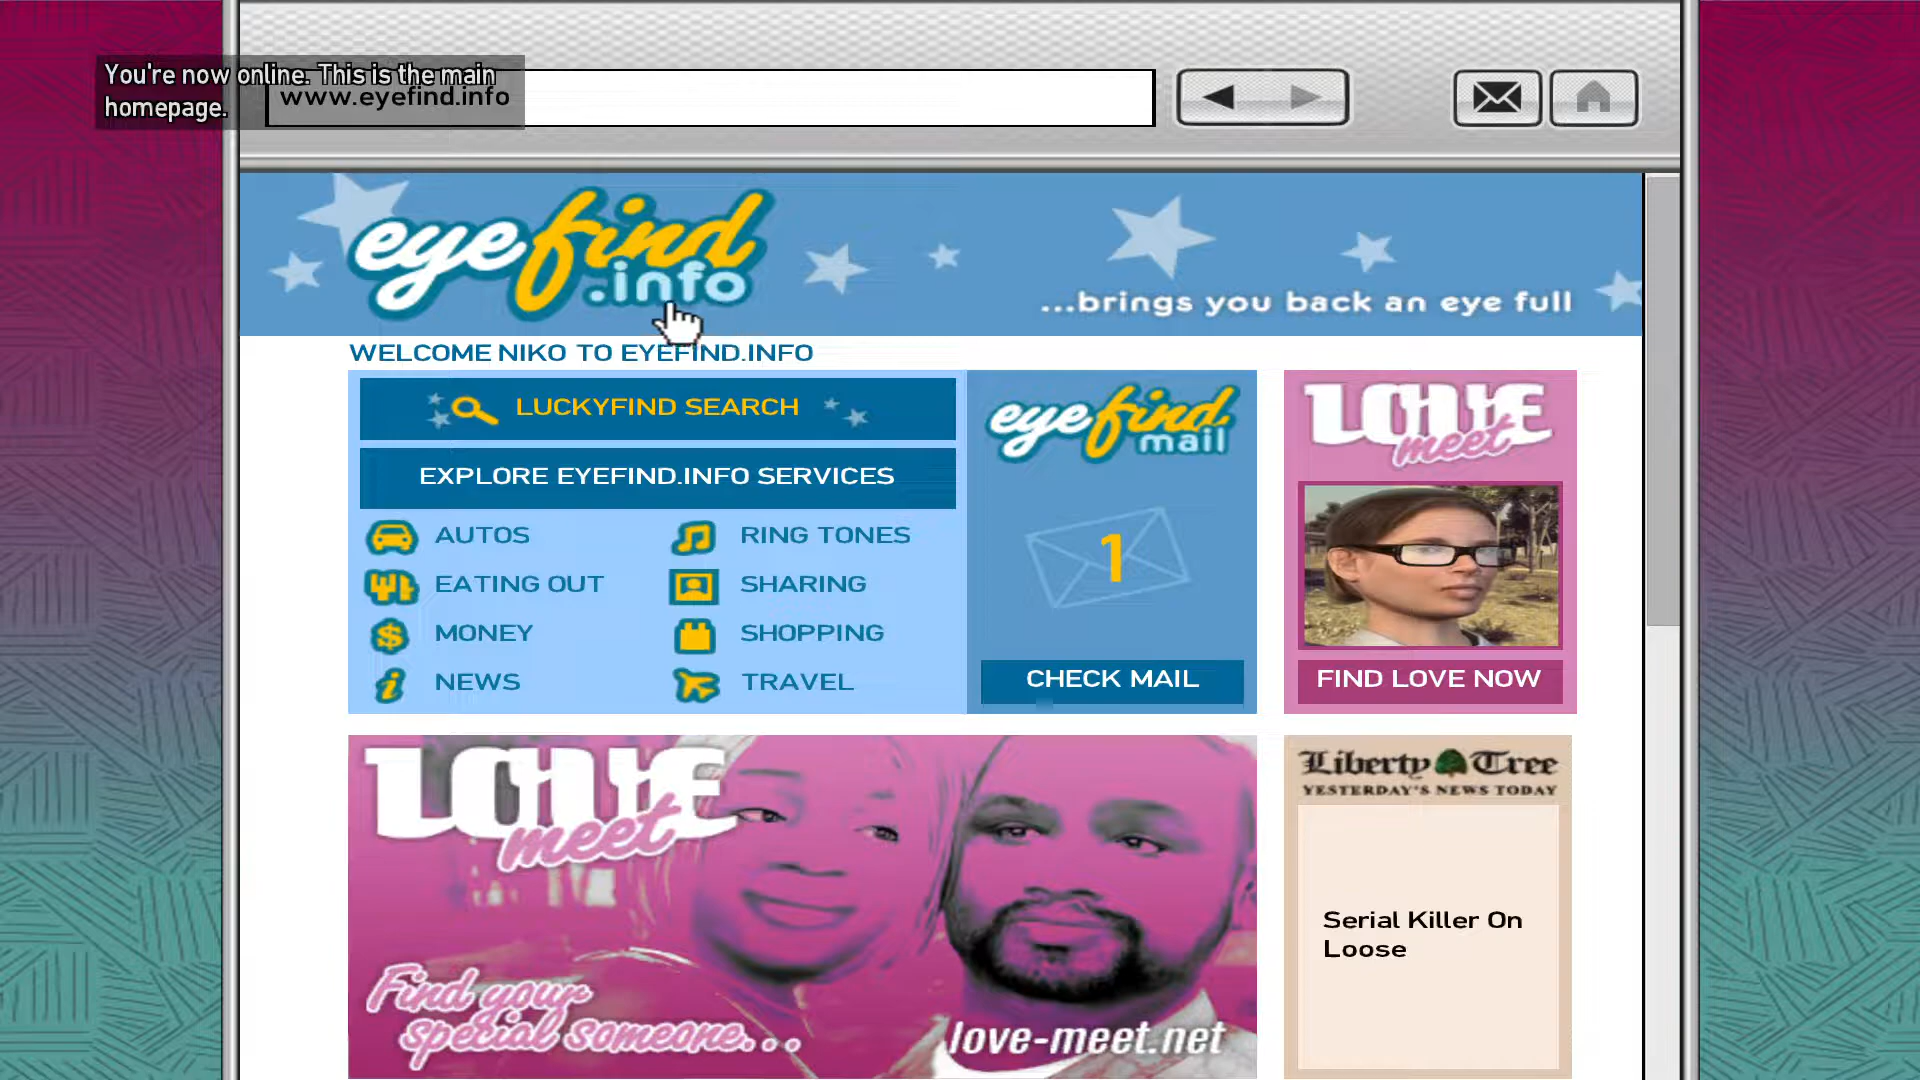 You're now online. This is the main
homepage.
www.eyefind.info
eyefind
.info
...brings you back an eye full
WELCOME NIKO TO EYEFIND.INFO
LUCKYFIND SEARCH
EXPLORE EYEFIND.INFO SERVICES
AUTOS
RING TONES
EATING OUT
SHARING
MONEY
SHOPPING
NEWS
TRAVEL
eyefind
mail
1
CHECK MAIL
LOVE
meet
FIND LOVE NOW
LOVE
meet
Find your
special someone...
love-meet.net
Liberty Tree
YESTERDAY'S NEWS TODAY
Serial Killer On
Loose